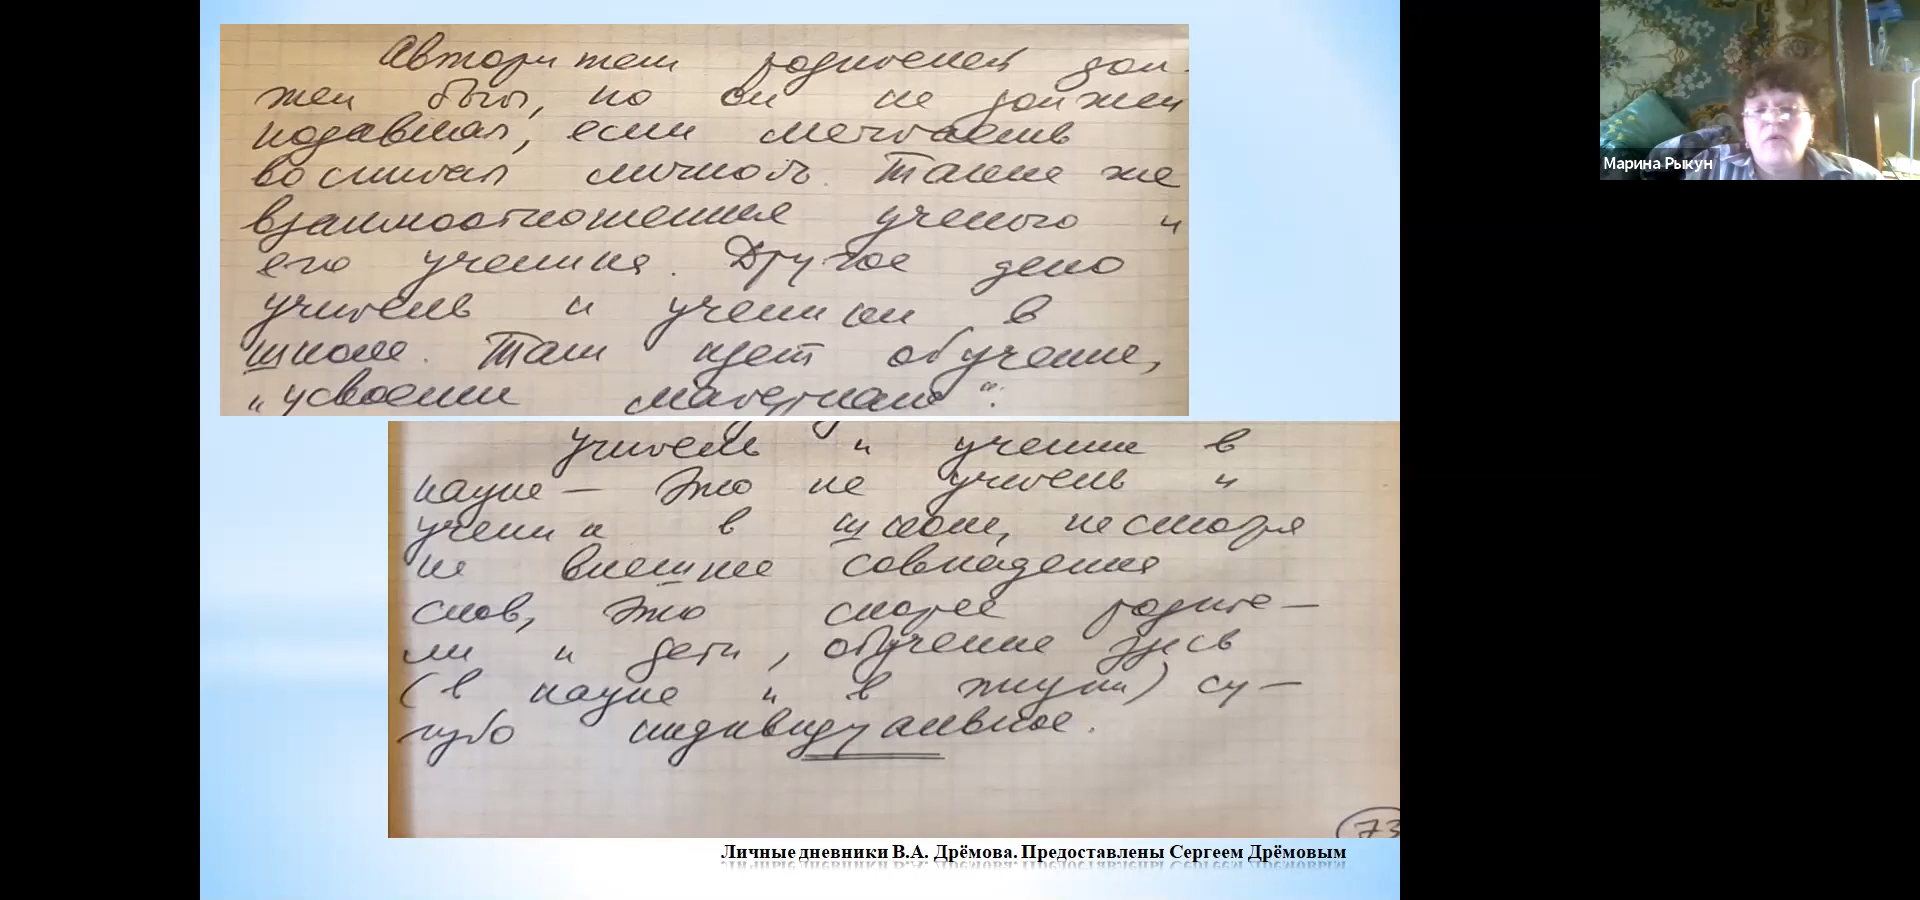 Авторитет родителей дол-
жен быть, но он не должен
подавлять, если мечтаешь
воспитать личность. Такие же
взаимоотношения ученого и
его ученика. Другое дело
учитель и ученики в
школе. Там идет обучение,
„усвоении материала“.
Учитель и ученик в
науке — это не учитель и
ученик в школе, несмотря
на внешнее совпадение
слов, это скорее родите—
ли и дети, обучение здесь
(в науке и в жизни) су—
губо индивидуальное.
73
Личные дневники В.А. Дрёмова. Предоставлены Сергеем Дрёмовым
Марина Рыкун